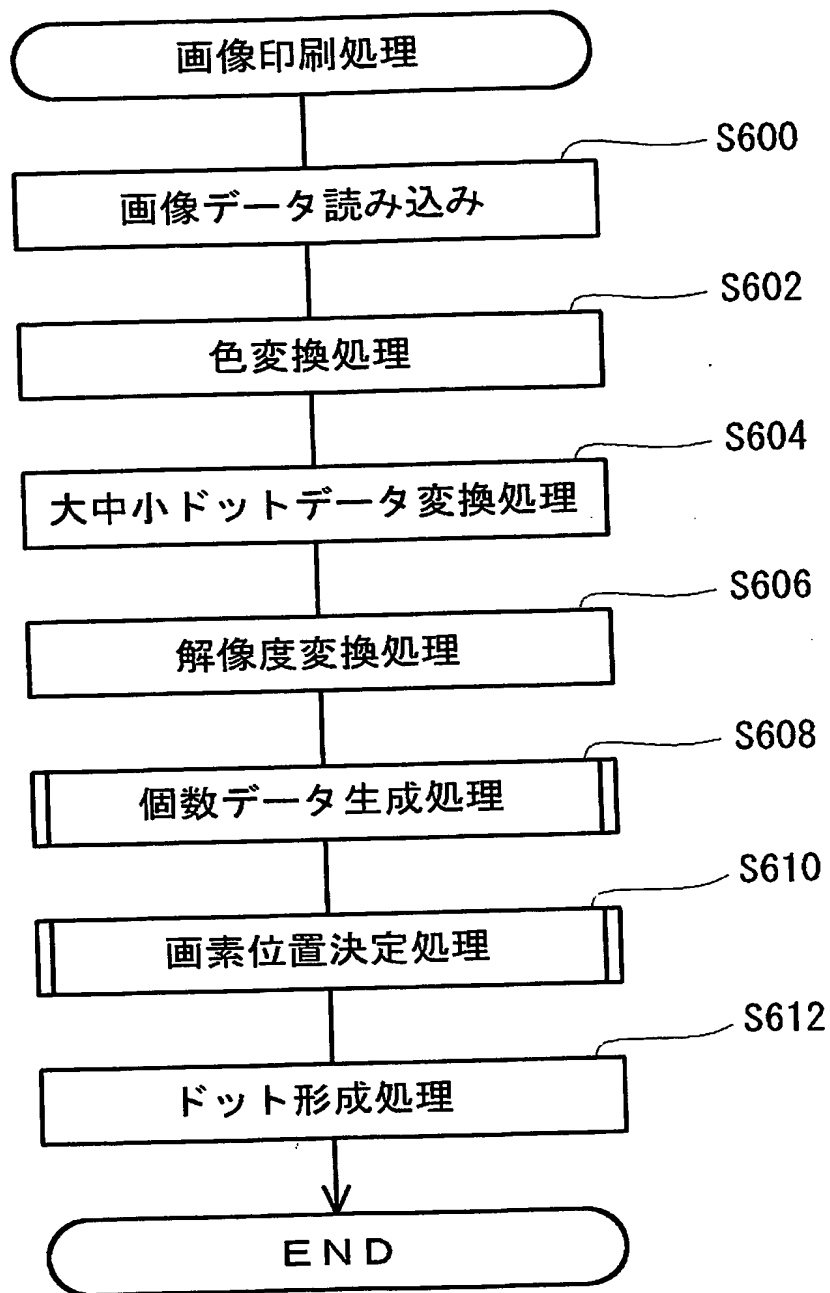 画像印刷処理
S600
画像データ読み込み
S602
色変換処理
S604
大中小ドットデータ変換処理
S606
解像度変換処理
S608
個数データ生成処理
S610
画素位置決定処理
S612
ドット形成処理
END